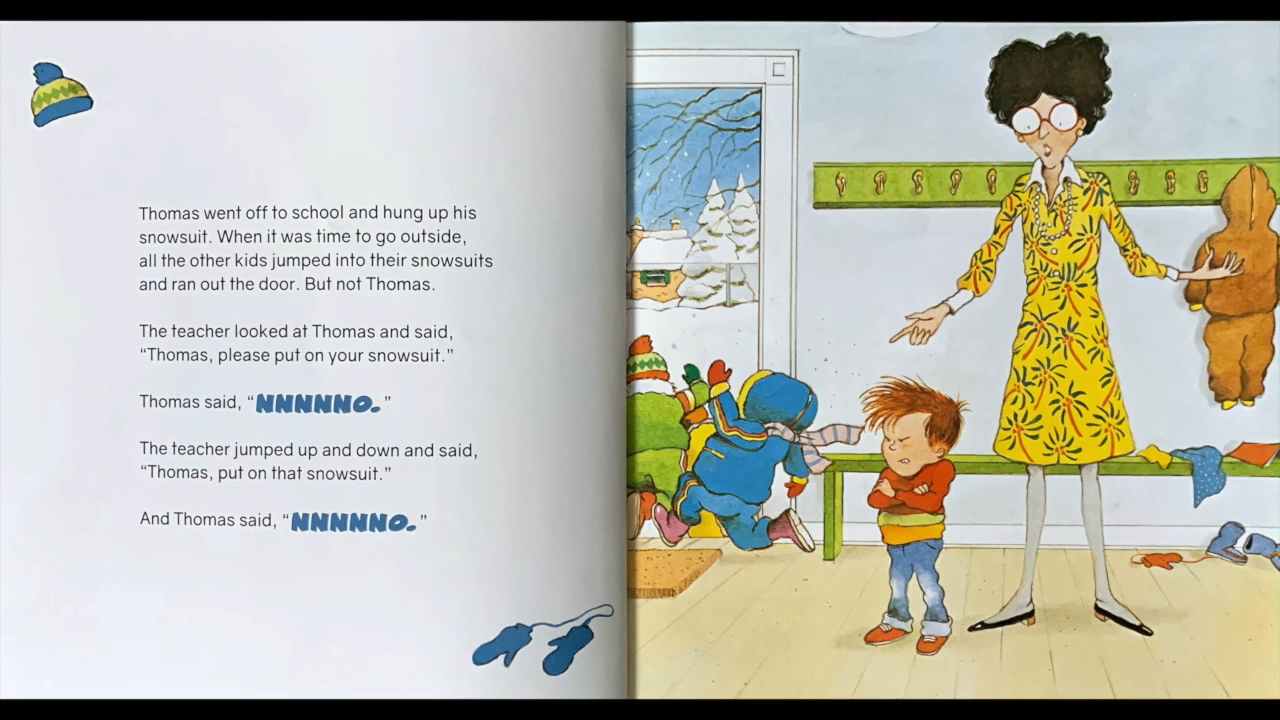 Thomas went off to school and hung up his
snowsuit. When it was time to go outside,
all the other kids jumped into their snowsuits
and ran out the door. But not Thomas.
The teacher looked at Thomas and said,
“Thomas, please put on your snowsuit.”
Thomas said, “NNNNNO.”
The teacher jumped up and down and said,
“Thomas, put on that snowsuit.”
And Thomas said, “NNNNNO.”